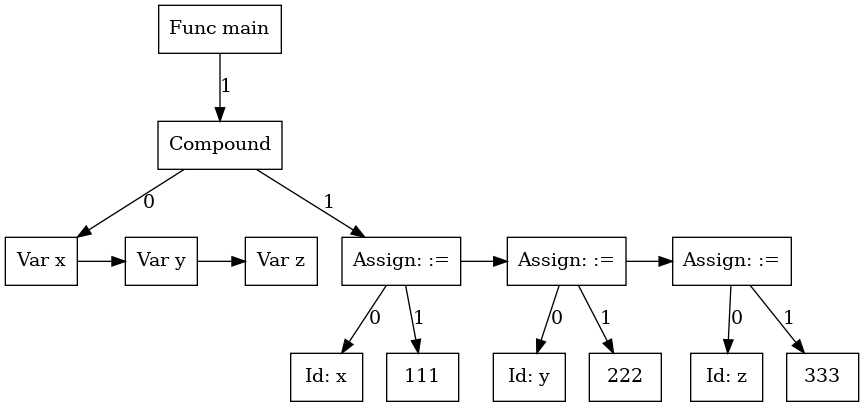 Func main
1
Compound
0
1
Var x
Var y
Var z
Assign: :=
Assign: :=
Assign: :=
0
1
0
1
0
1
Id: x
111
Id: y
222
Id: z
333